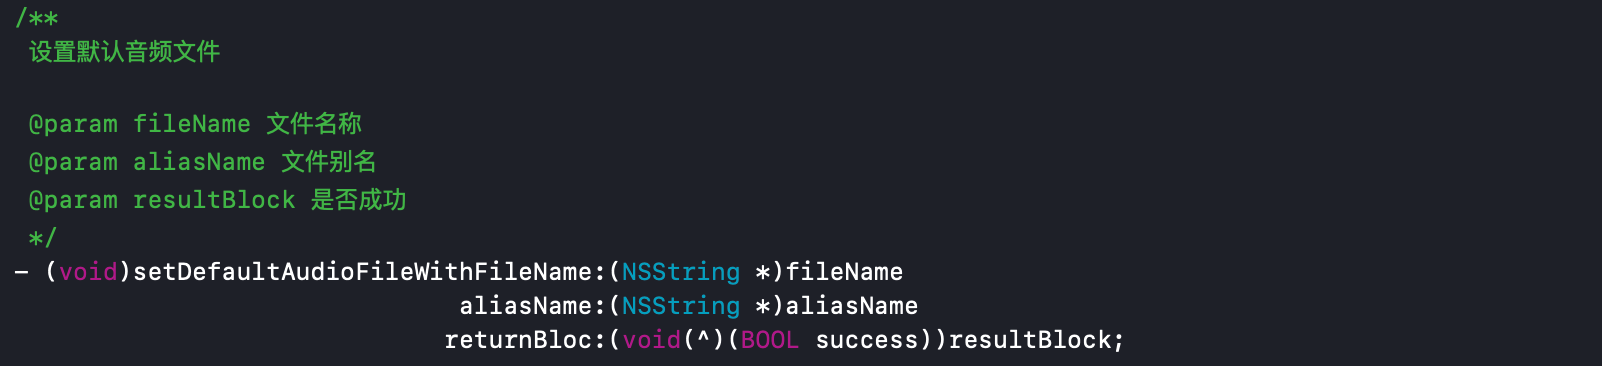 /**
设置默认音频文件
@param fileName 文件名称
@param aliasName 文件别名
@param resultBlock 是否成功
*/
- (void)setDefaultAudioFileWithFileName:(NSString *)fileName
aliasName:(NSString *)aliasName
returnBloc:(void(^)(BOOL success))resultBlock;